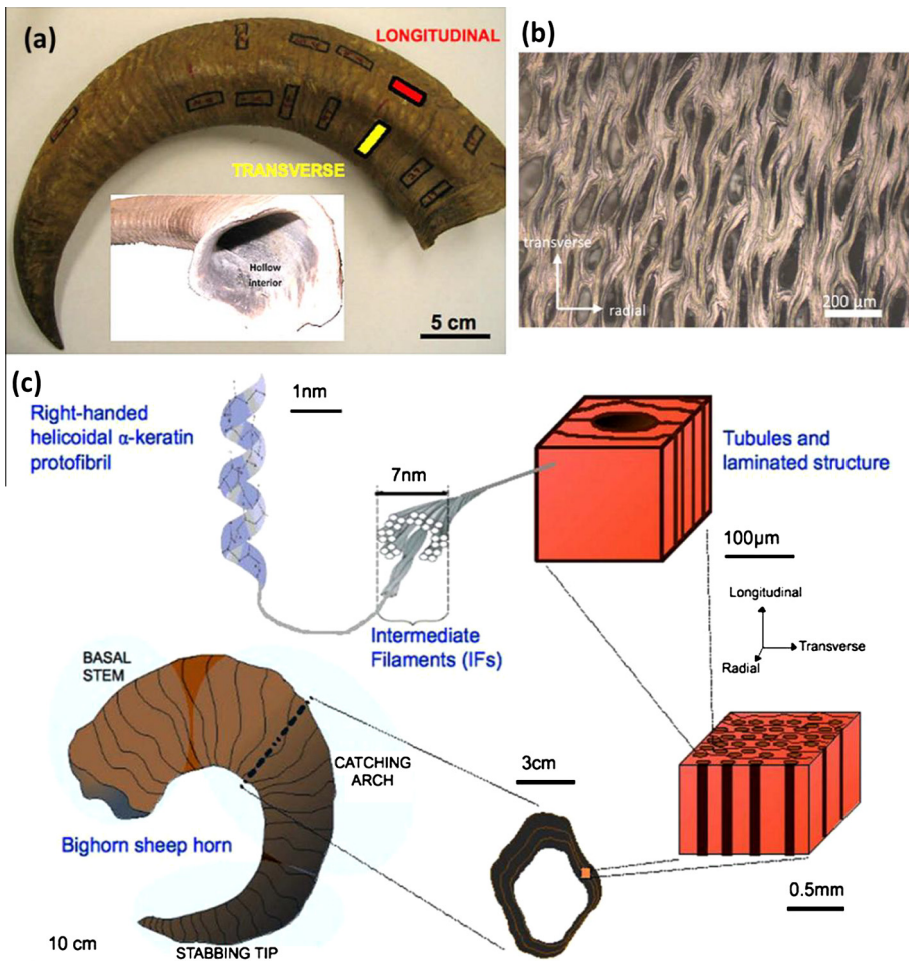 (a)
LONGITUDINAL
TRANSVERSE
Hollow
interior
5 cm
(b)
transverse
radial
200 μm
(c)
Right-handed
helicoidal α-keratin
protofibril
1nm
7nm
Intermediate
Filaments (IFs)
Tubules and
laminated structure
100μm
Longitudinal
Transverse
Radial
BASAL
STEM
CATCHING
ARCH
Bighorn sheep horn
10 cm
STABBING TIP
3cm
0.5mm